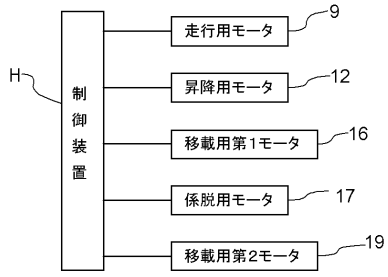 走行用モータ
9
昇降用モータ
12
H
制御装置
移載用第1モータ
16
係脱用モータ
17
移載用第2モータ
19